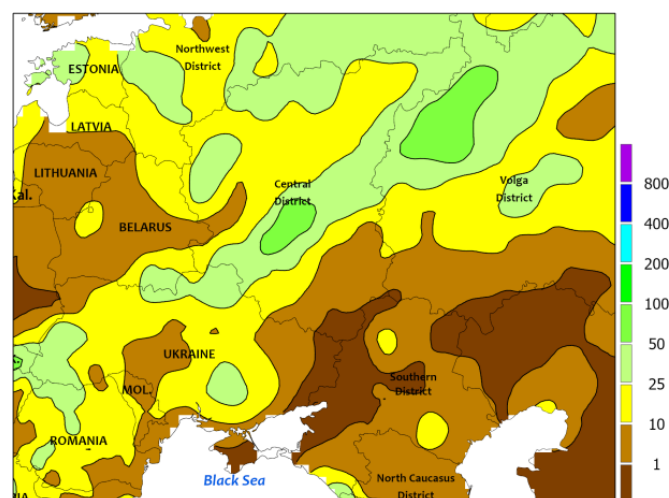 Northwest
District
ESTONIA
LATVIA
LITHUANIA
Kal.
Central
District
Volga
District
BELARUS
UKRAINE
MOL.
Southern
District
ROMANIA
Black Sea
North Caucasus
District
800
400
200
100
50
25
10
1